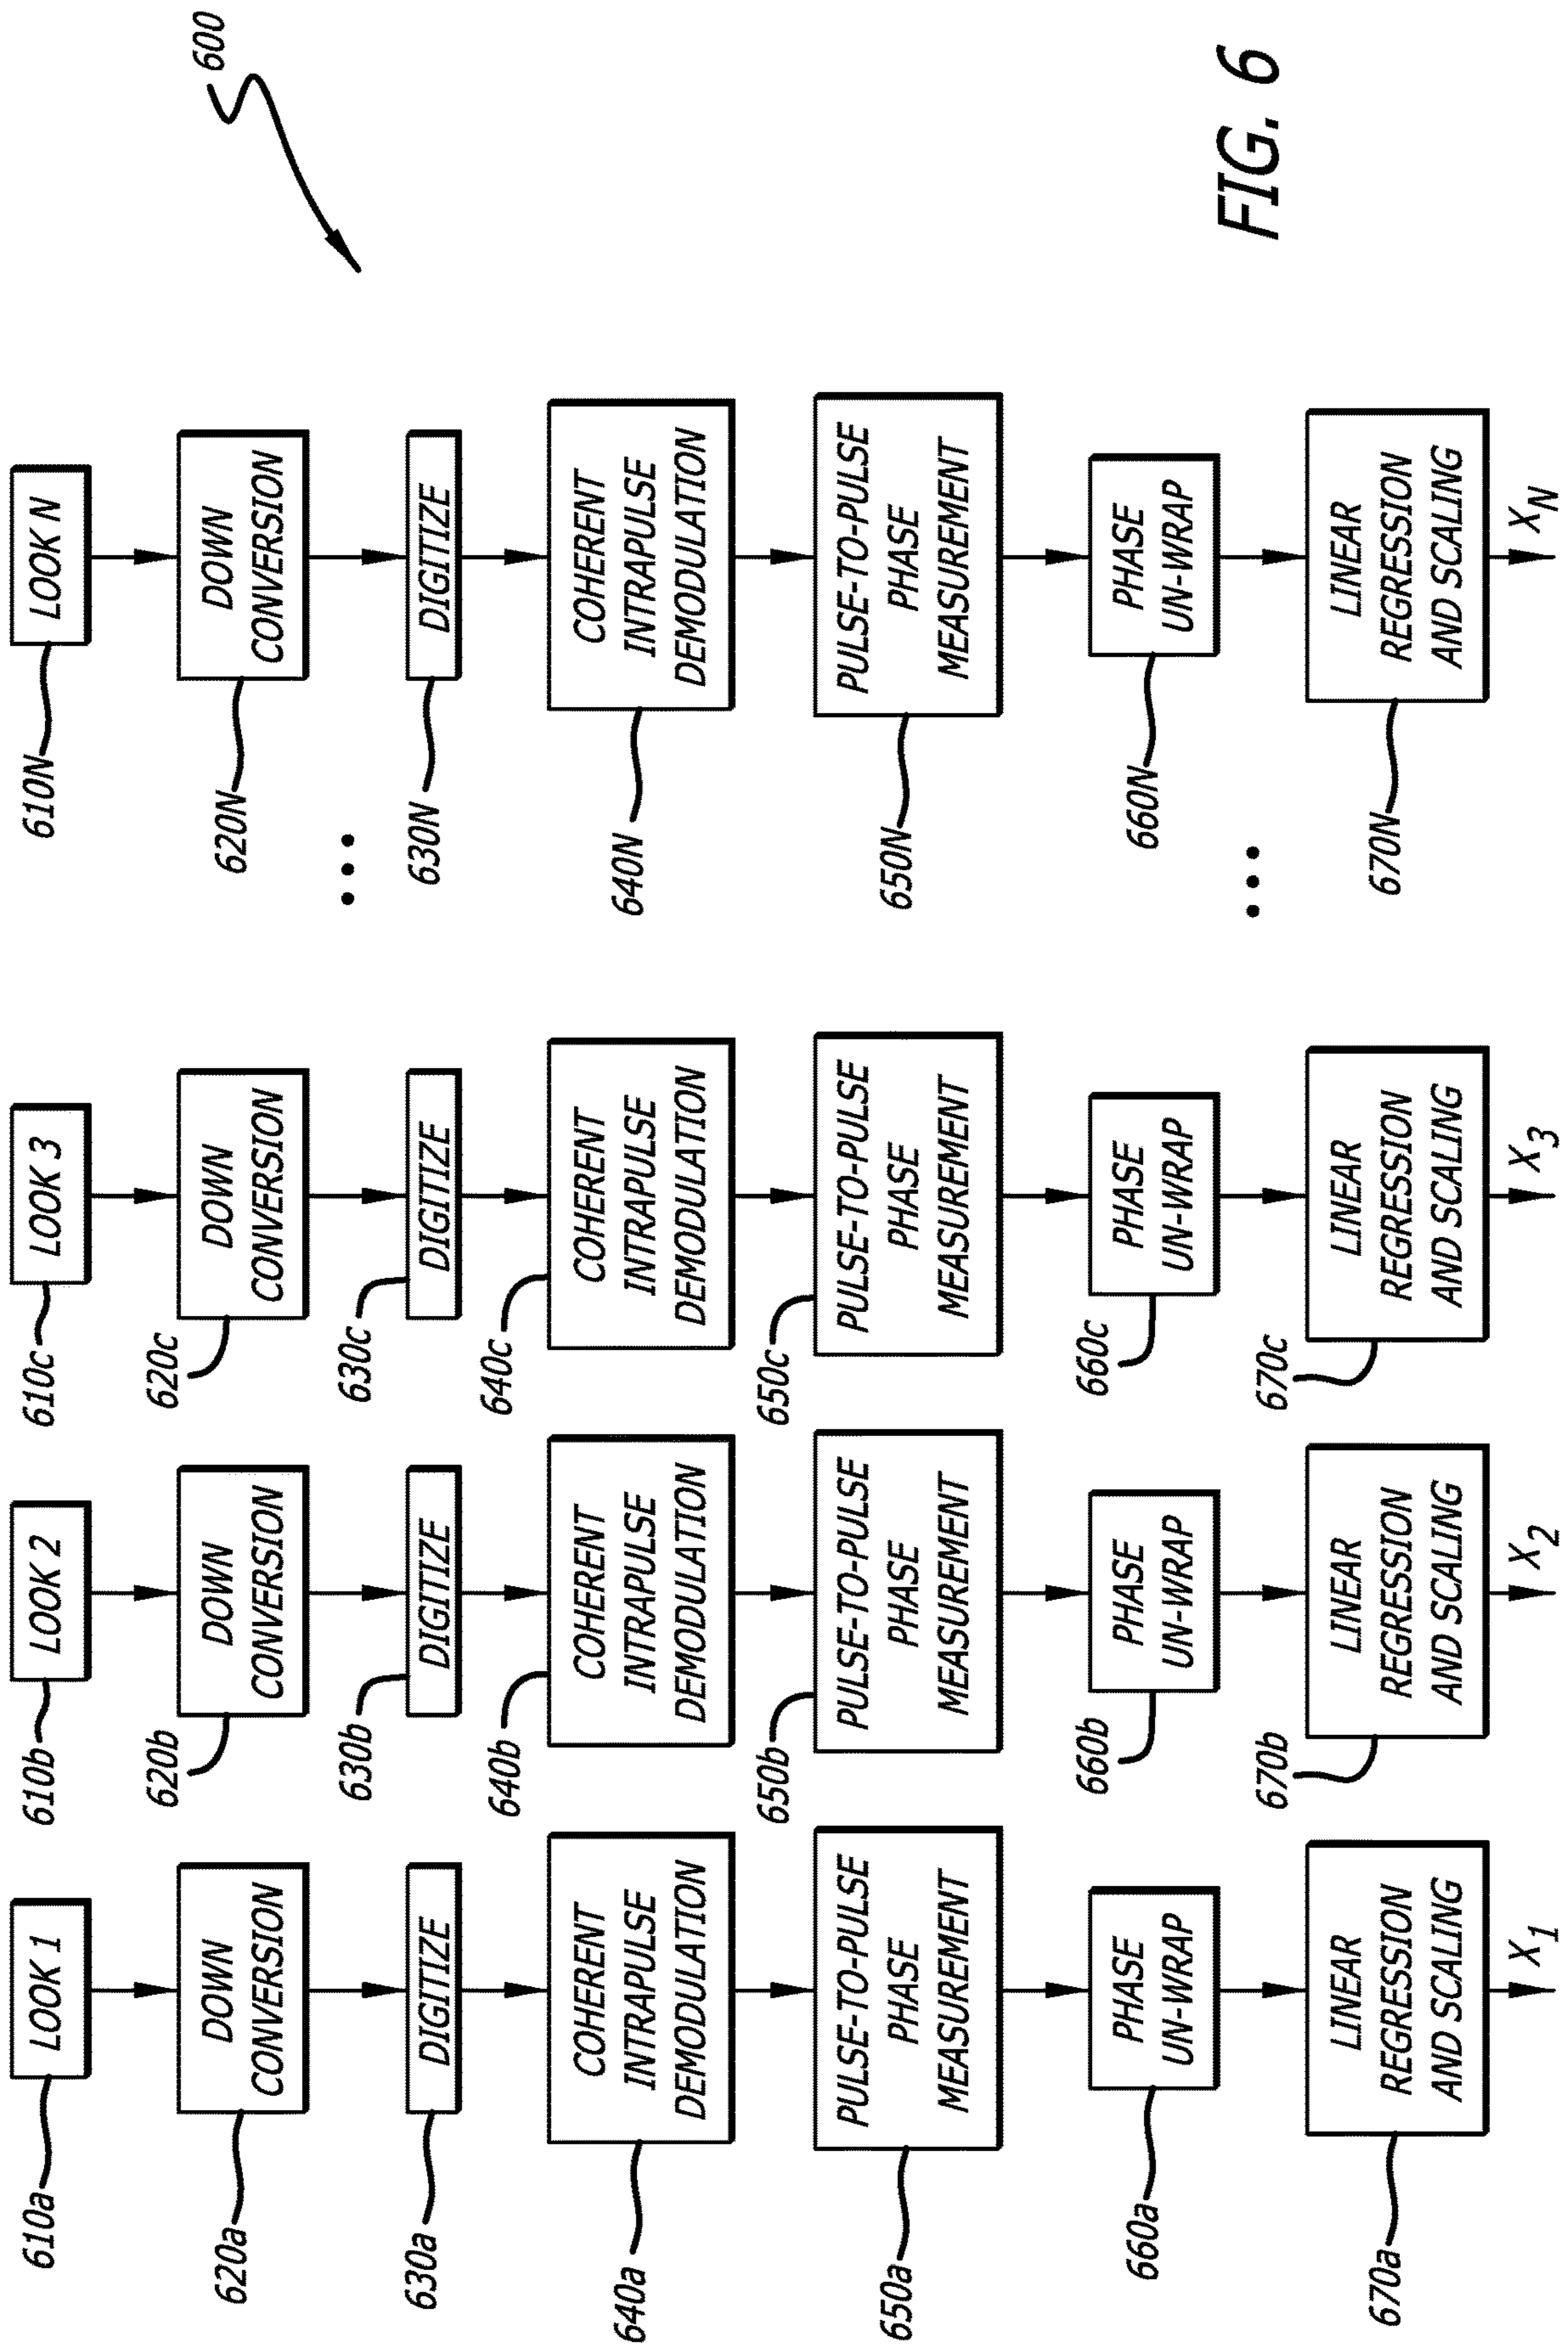 600
610a
LOOK 1
610b
LOOK 2
610c
LOOK 3
610N
LOOK N
620a
DOWN
CONVERSION
620b
DOWN
CONVERSION
620c
DOWN
CONVERSION
620N
DOWN
CONVERSION
630a
DIGITIZE
630b
DIGITIZE
630c
DIGITIZE
630N
DIGITIZE
640a
COHERENT
INTRAPULSE
DEMODULATION
640b
COHERENT
INTRAPULSE
DEMODULATION
640c
COHERENT
INTRAPULSE
DEMODULATION
640N
COHERENT
INTRAPULSE
DEMODULATION
650a
PULSE-TO-PULSE
PHASE
MEASUREMENT
650b
PULSE-TO-PULSE
PHASE
MEASUREMENT
650c
PULSE-TO-PULSE
PHASE
MEASUREMENT
650N
PULSE-TO-PULSE
PHASE
MEASUREMENT
660a
PHASE
UN-WRAP
660b
PHASE
UN-WRAP
660c
PHASE
UN-WRAP
660N
PHASE
UN-WRAP
670a
LINEAR
REGRESSION
AND SCALING
670b
LINEAR
REGRESSION
AND SCALING
670c
LINEAR
REGRESSION
AND SCALING
670N
LINEAR
REGRESSION
AND SCALING
X1
X2
X3
XN
FIG. 6